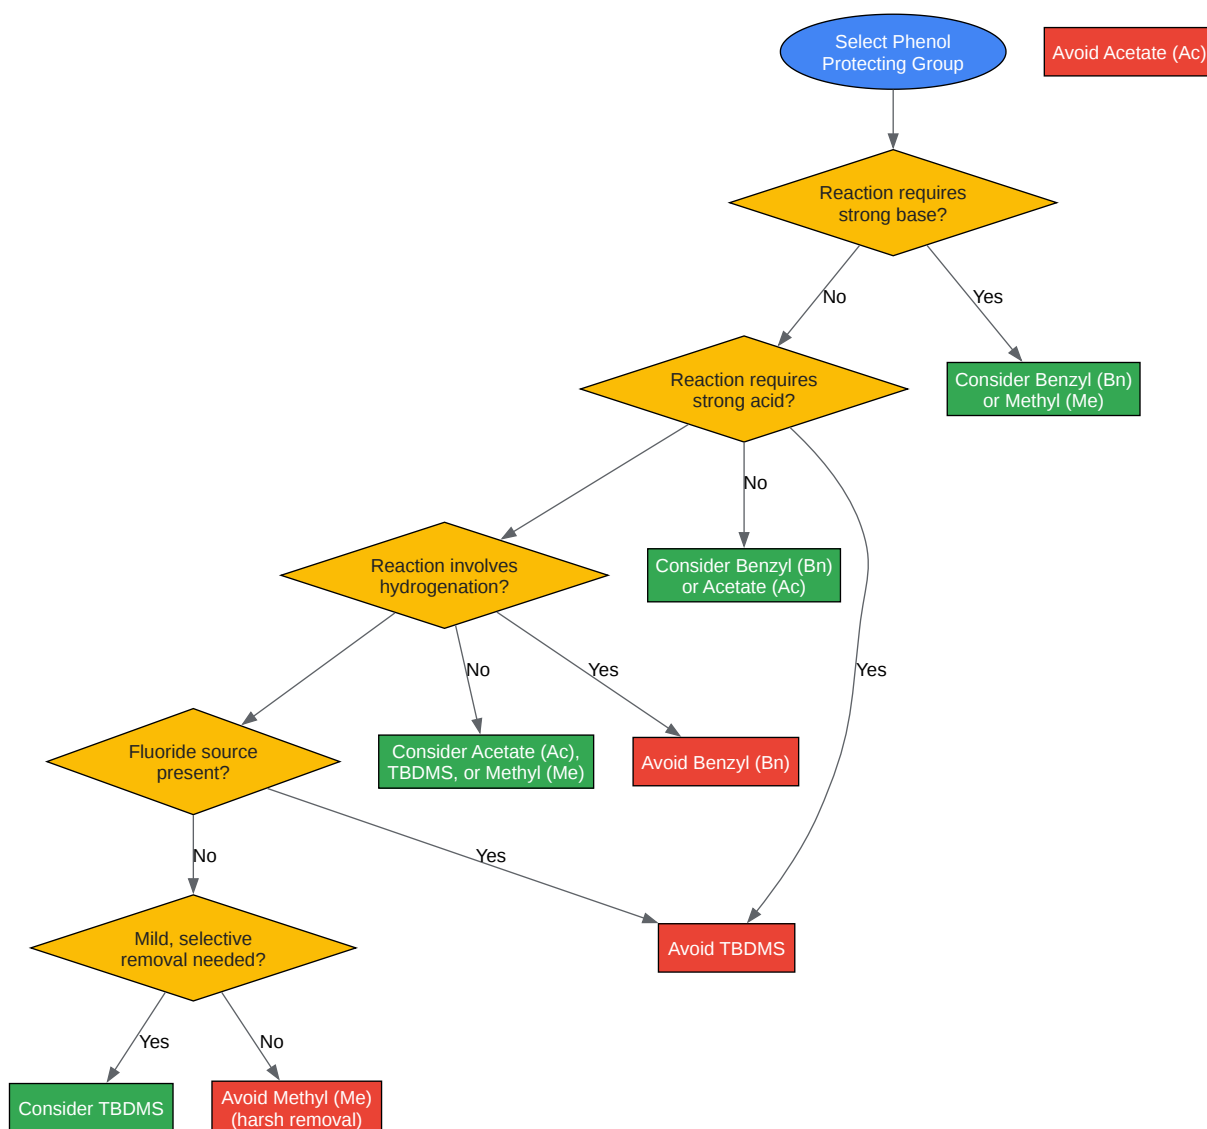 Select Phenol
Protecting Group
Avoid Acetate (Ac)
Reaction requires
strong base?
No
Yes
Reaction requires
strong acid?
Consider Benzyl (Bn)
or Methyl (Me)
No
Reaction involves
hydrogenation?
Consider Benzyl (Bn)
or Acetate (Ac)
No
Yes
Yes
Fluoride source
present?
Consider Acetate (Ac),
TBDMS, or Methyl (Me)
Avoid Benzyl (Bn)
No
Yes
Mild, selective
removal needed?
Avoid TBDMS
Yes
No
Consider TBDMS
Avoid Methyl (Me)
(harsh removal)